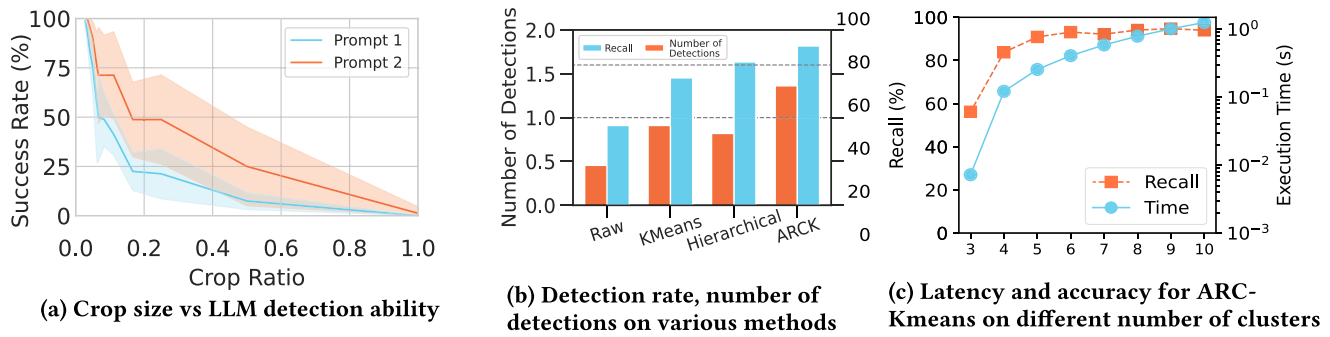 100
75
50
25
0
Success Rate (%)
Prompt 1
Prompt 2
0.0 0.2 0.4 0.6 0.8 1.0
Crop Ratio
(a) Crop size vs LLM detection ability
2.0
1.5
1.0
0.5
0.0
Number of Detections
Recall
Number of
Detections
100
80
60
40
20
0
Raw KMeans Hierarchical ARCK
(b) Detection rate, number of
detections on various methods
100
80
60
40
20
0
Recall (%)
Recall
Time
10⁰
10⁻¹
10⁻²
10⁻³
Execution Time (s)
3 4 5 6 7 8 9 10
(c) Latency and accuracy for ARC-
Kmeans on different number of clusters